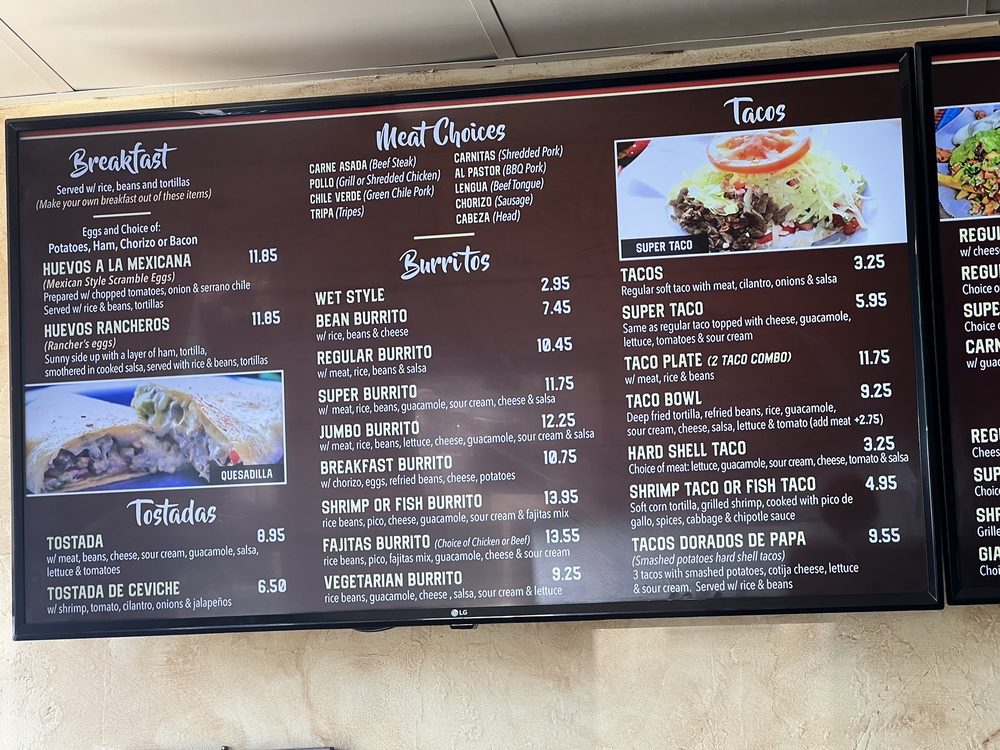 Breakfast
Served w/ rice, beans and tortillas
(Make your own breakfast out of these items)
Eggs and Choice of:
Potatoes, Ham, Chorizo or Bacon
HUEVOS A LA MEXICANA 11.85
(Mexican Style Scramble Eggs)
Prepared w/ chopped tomatoes, onion & serrano chile
Served w/ rice & beans, tortillas
HUEVOS RANCHEROS 11.85
(Rancher's eggs)
Sunny side up with a layer of ham, tortilla,
smothered in cooked salsa, served with rice & beans, tortillas
QUESADILLA
Tostadas
TOSTADA 8.95
w/ meat, beans, cheese, sour cream, guacamole, salsa,
lettuce & tomatoes
TOSTADA DE CEVICHE 6.50
w/ shrimp, tomato, cilantro, onions & jalapeños
Meat Choices
CARNE ASADA (Beef Steak)
POLLO (Grill or Shredded Chicken)
CHILE VERDE (Green Chile Pork)
TRIPA (Tripes)
CARNITAS (Shredded Pork)
AL PASTOR (BBQ Pork)
LENGUA (Beef Tongue)
CHORIZO (Sausage)
CABEZA (Head)
Burritos
WET STYLE 2.95
BEAN BURRITO 7.45
w/ rice, beans & cheese
REGULAR BURRITO 10.45
w/ meat, rice, beans & salsa
SUPER BURRITO 11.75
w/ meat, rice, beans, guacamole, sour cream, cheese & salsa
JUMBO BURRITO 12.25
w/ meat, rice, beans, lettuce, cheese, guacamole, sour cream & salsa
BREAKFAST BURRITO 10.75
w/ chorizo, eggs, refried beans, cheese, potatoes
SHRIMP OR FISH BURRITO 13.95
rice beans, pico, cheese, guacamole, sour cream & fajitas mix
FAJITAS BURRITO (Choice of Chicken or Beef) 13.55
rice beans, pico, fajitas mix, guacamole, cheese & sour cream
VEGETARIAN BURRITO 9.25
rice beans, guacamole, cheese , salsa, sour cream & lettuce
Tacos
SUPER TACO
TACOS 3.25
Regular soft taco with meat, cilantro, onions & salsa
SUPER TACO 5.95
Same as regular taco topped with cheese, guacamole,
lettuce, tomatoes & sour cream
TACO PLATE (2 TACO COMBO) 11.75
w/ meat, rice & beans
TACO BOWL 9.25
Deep fried tortilla, refried beans, rice, guacamole,
sour cream, cheese, salsa, lettuce & tomato (add meat +2.75)
HARD SHELL TACO 3.25
Choice of meat: lettuce, guacamole, sour cream, cheese, tomato & salsa
SHRIMP TACO OR FISH TACO 4.95
Soft corn tortilla, grilled shrimp, cooked with pico de
gallo, spices, cabbage & chipotle sauce
TACOS DORADOS DE PAPA 9.55
(Smashed potatoes hard shell tacos)
3 tacos with smashed potatoes, cotija cheese, lettuce
& sour cream. Served w/ rice & beans
LG